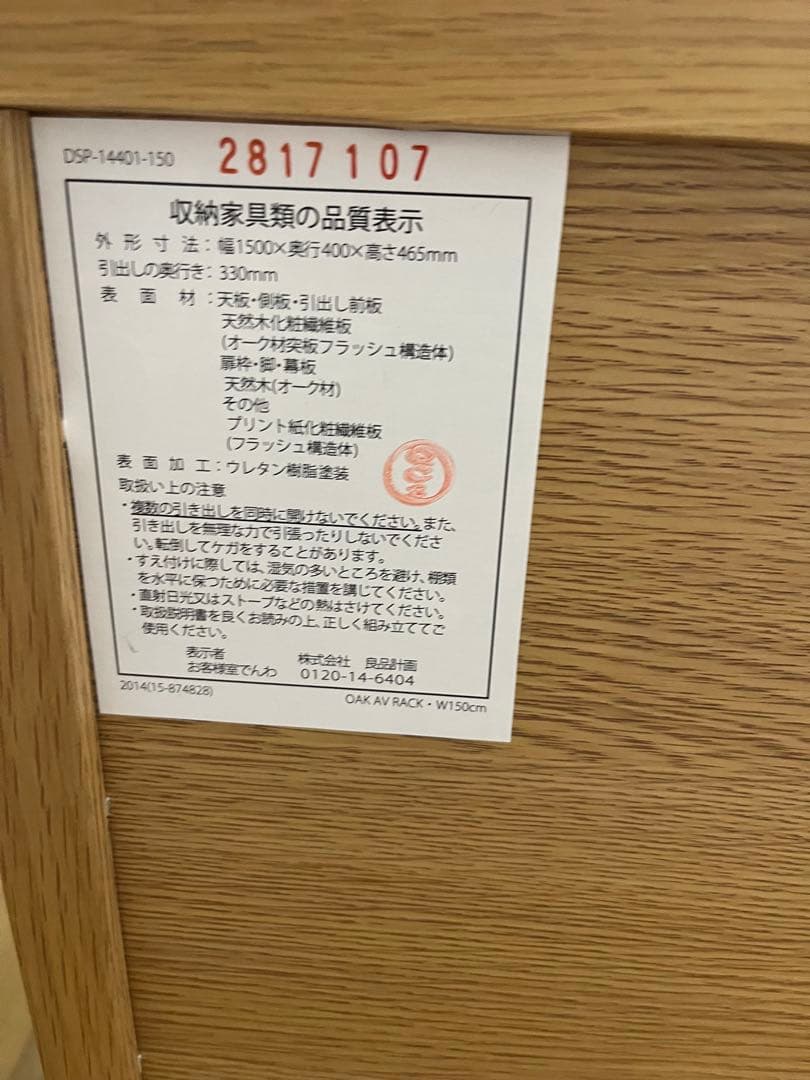 DSP-14401-150 2817107
収納家具類の品質表示
外形寸法：幅1500×奥行400×高さ465mm
引出しの奥行き：330mm
表面材：天板・側板・引出し前板
天然木化粧繊維板
(オーク材突板フラッシュ構造体)
扉枠・脚・幕板
天然木(オーク材)
その他
プリント紙化粧繊維板
(フラッシュ構造体)
表面加工：ウレタン樹脂塗装
取扱い上の注意
・複数の引き出しを同時に開けないでください。また、
引き出しを無理な力で引張ったりしないでくださ
い。転倒してケガをすることがあります。
・すえ付けに際しては、湿気の多いところを避け、棚類
を水平に保つために必要な措置を講じてください。
・直射日光又はストーブなどの熱はさけてください。
・取扱説明書を良くお読みの上、正しく組み立ててご
使用ください。
表示者 株式会社 良品計画
お客様室でんわ 0120-14-6404
2014(15-874828) OAK AV RACK・W150cm